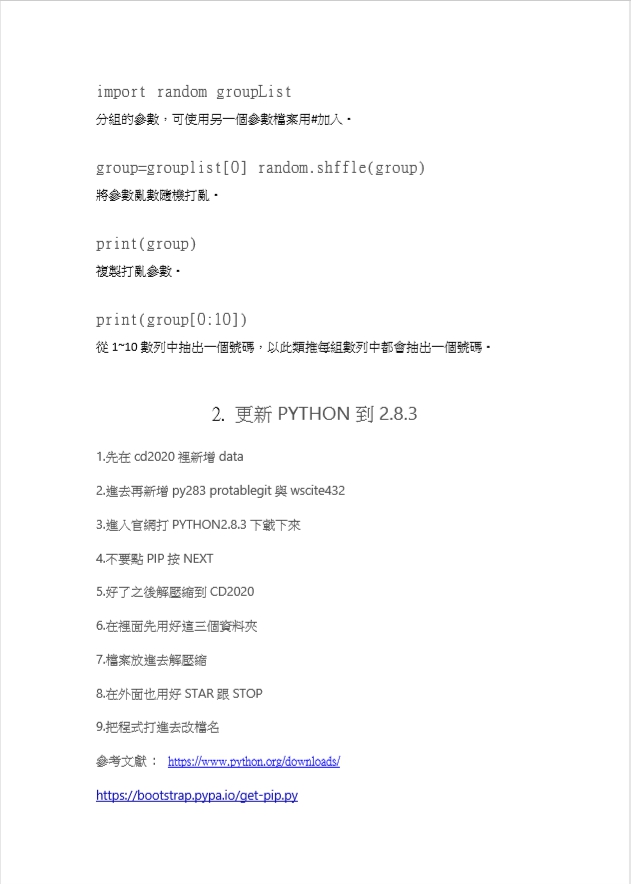 import random groupList
分組的參數，可使用另一個參數檔案用#加入。
group=grouplist[0] random.shffle(group)
將參數亂數隨機打亂。
print(group)
複製打亂參數。
print(group[0:10])
從 1~10 數列中抽出一個號碼，以此類推每組數列中都會抽出一個號碼。
2. 更新 PYTHON 到 2.8.3
1.先在 cd2020 裡新增 data
2.進去再新增 py283 protablegit 與 wscite432
3.進入官網打 PYTHON2.8.3 下載下來
4.不要點 PIP 按 NEXT
5.好了之後解壓縮到 CD2020
6.在裡面先用好這三個資料夾
7.檔案放進去解壓縮
8.在外面也用好 STAR 跟 STOP
9.把程式打進去改檔名
參考文獻： https://www.python.org/downloads/
https://bootstrap.pypa.io/get-pip.py